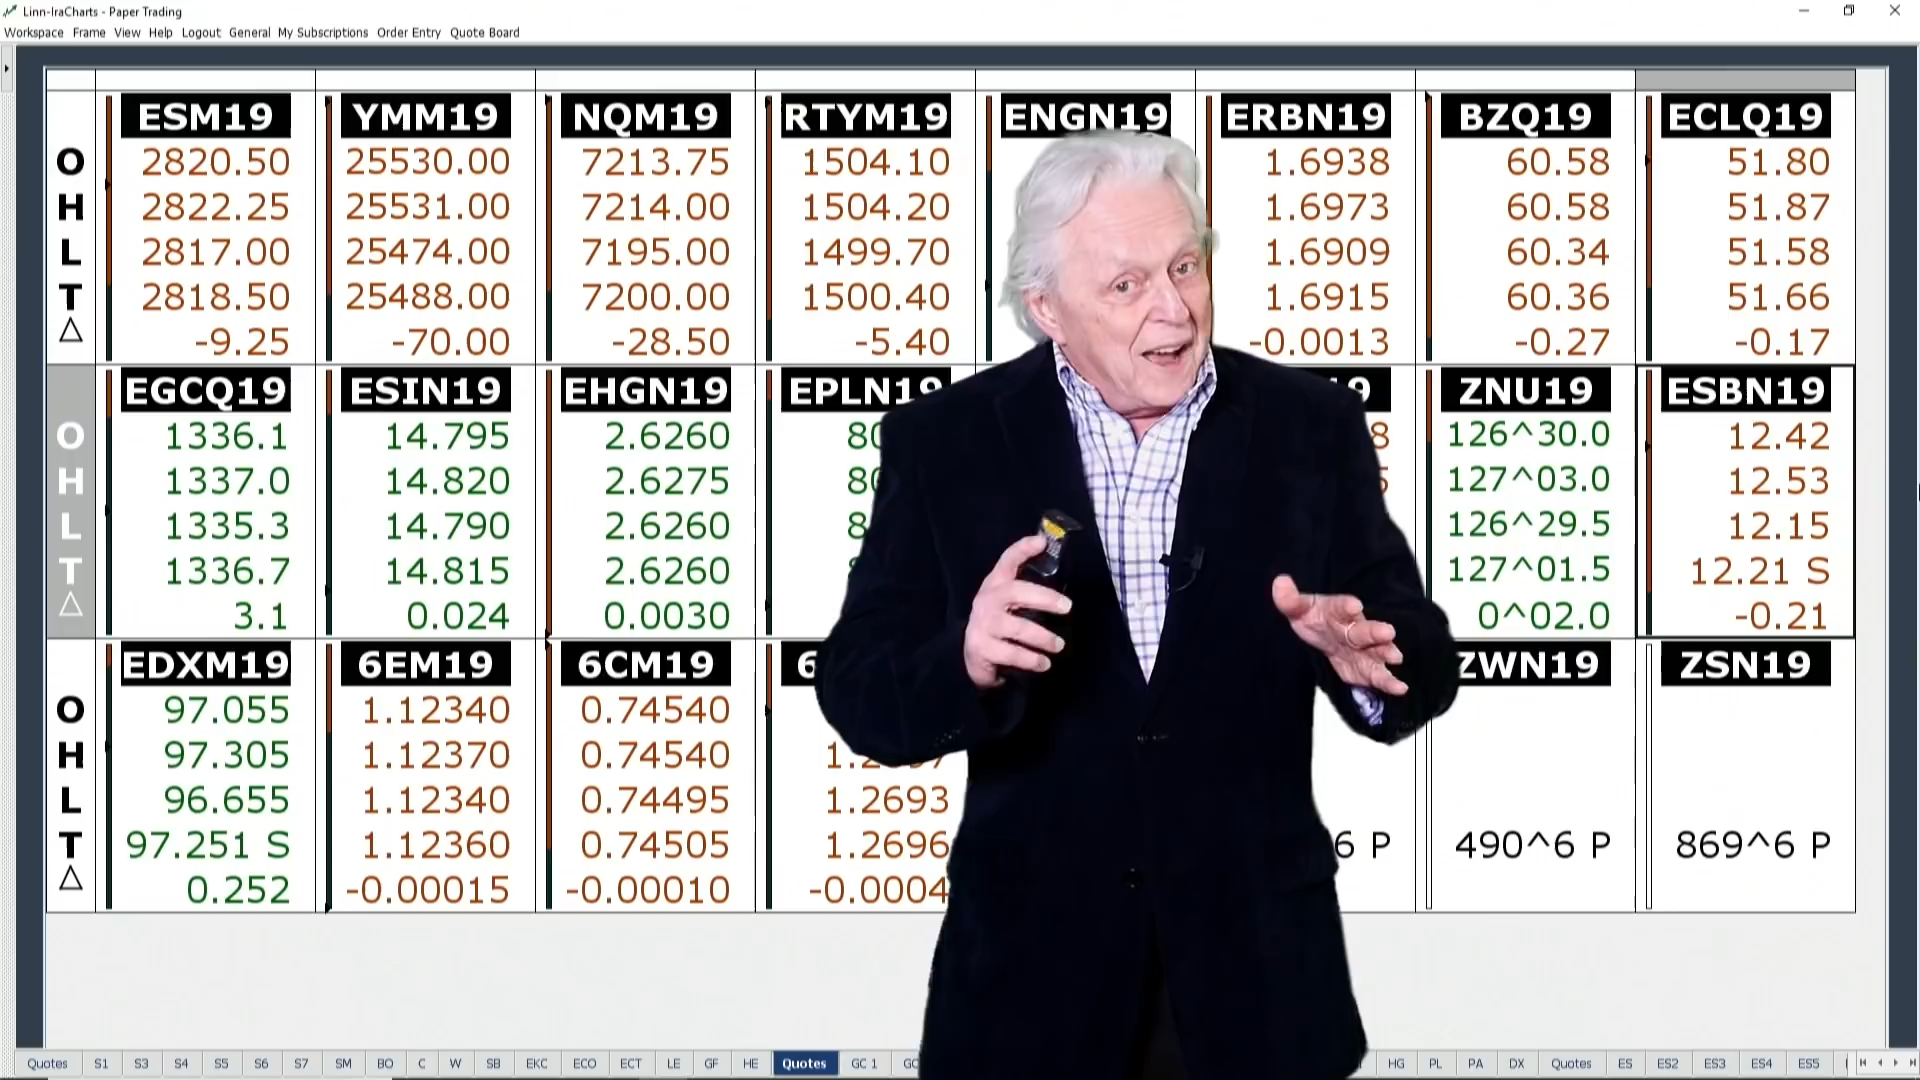 Linn-IraCharts - Paper Trading
Workspace Frame View Help Logout General My Subscriptions Order Entry Quote Board
ESM19 YMM19 NQM19 RTYM19 ENGN19 ERBN19 BZQ19 ECLQ19
O 2820.50 25530.00 7213.75 1504.10 1.6938 60.58 51.80
H 2822.25 25531.00 7214.00 1504.20 1.6973 60.58 51.87
L 2817.00 25474.00 7195.00 1499.70 1.6909 60.34 51.58
T 2818.50 25488.00 7200.00 1500.40 1.6915 60.36 51.66
△ -9.25 -70.00 -28.50 -5.40 -0.0013 -0.27 -0.17
EGCQ19 ESIN19 EHGN19 EPLN19 ZNU19 ESBN19
O 1336.1 14.795 2.6260 126^30.0 12.42
H 1337.0 14.820 2.6275 127^03.0 12.53
L 1335.3 14.790 2.6260 126^29.5 12.15
T 1336.7 14.815 2.6260 127^01.5 12.21 S
△ 3.1 0.024 0.0030 0^02.0 -0.21
EDXM19 6EM19 6CM19 ZWN19 ZSN19
O 97.055 1.12340 0.74540
H 97.305 1.12370 0.74540
L 96.655 1.12340 0.74495 1.2693
T 97.251 S 1.12360 0.74505 1.2696 6 P 490^6 P 869^6 P
△ 0.252 -0.00015 -0.00010 -0.0004
Quotes S1 S3 S4 S5 S6 S7 SM BO C W SB EKC ECO ECT LE GF HE Quotes GC 1 HG PL PA DX Quotes ES ES2 ES3 ES4 ES5